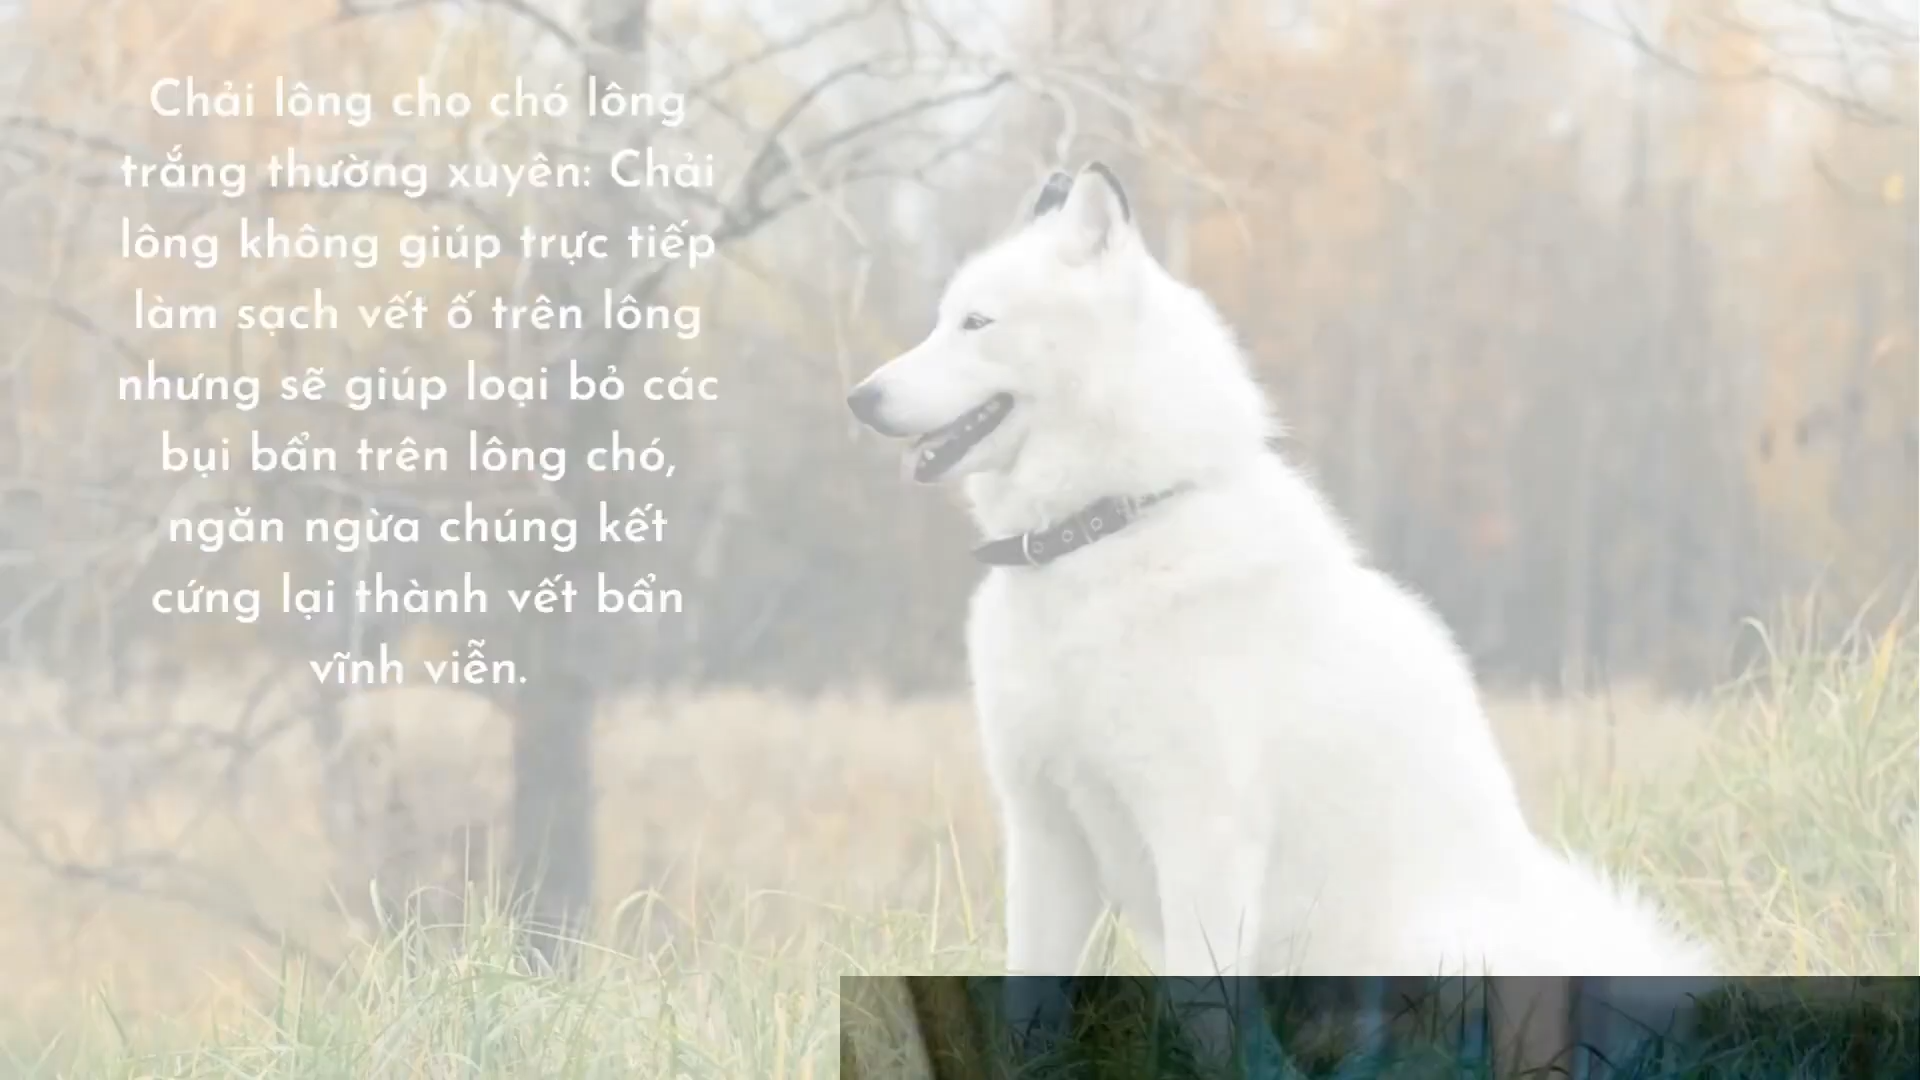 Chải lông cho chó lông
trắng thường xuyên: Chải
lông không giúp trực tiếp
làm sạch vết ố trên lông
nhưng sẽ giúp loại bỏ các
bụi bẩn trên lông chó,
ngăn ngừa chúng kết
cứng lại thành vết bẩn
vĩnh viễn.